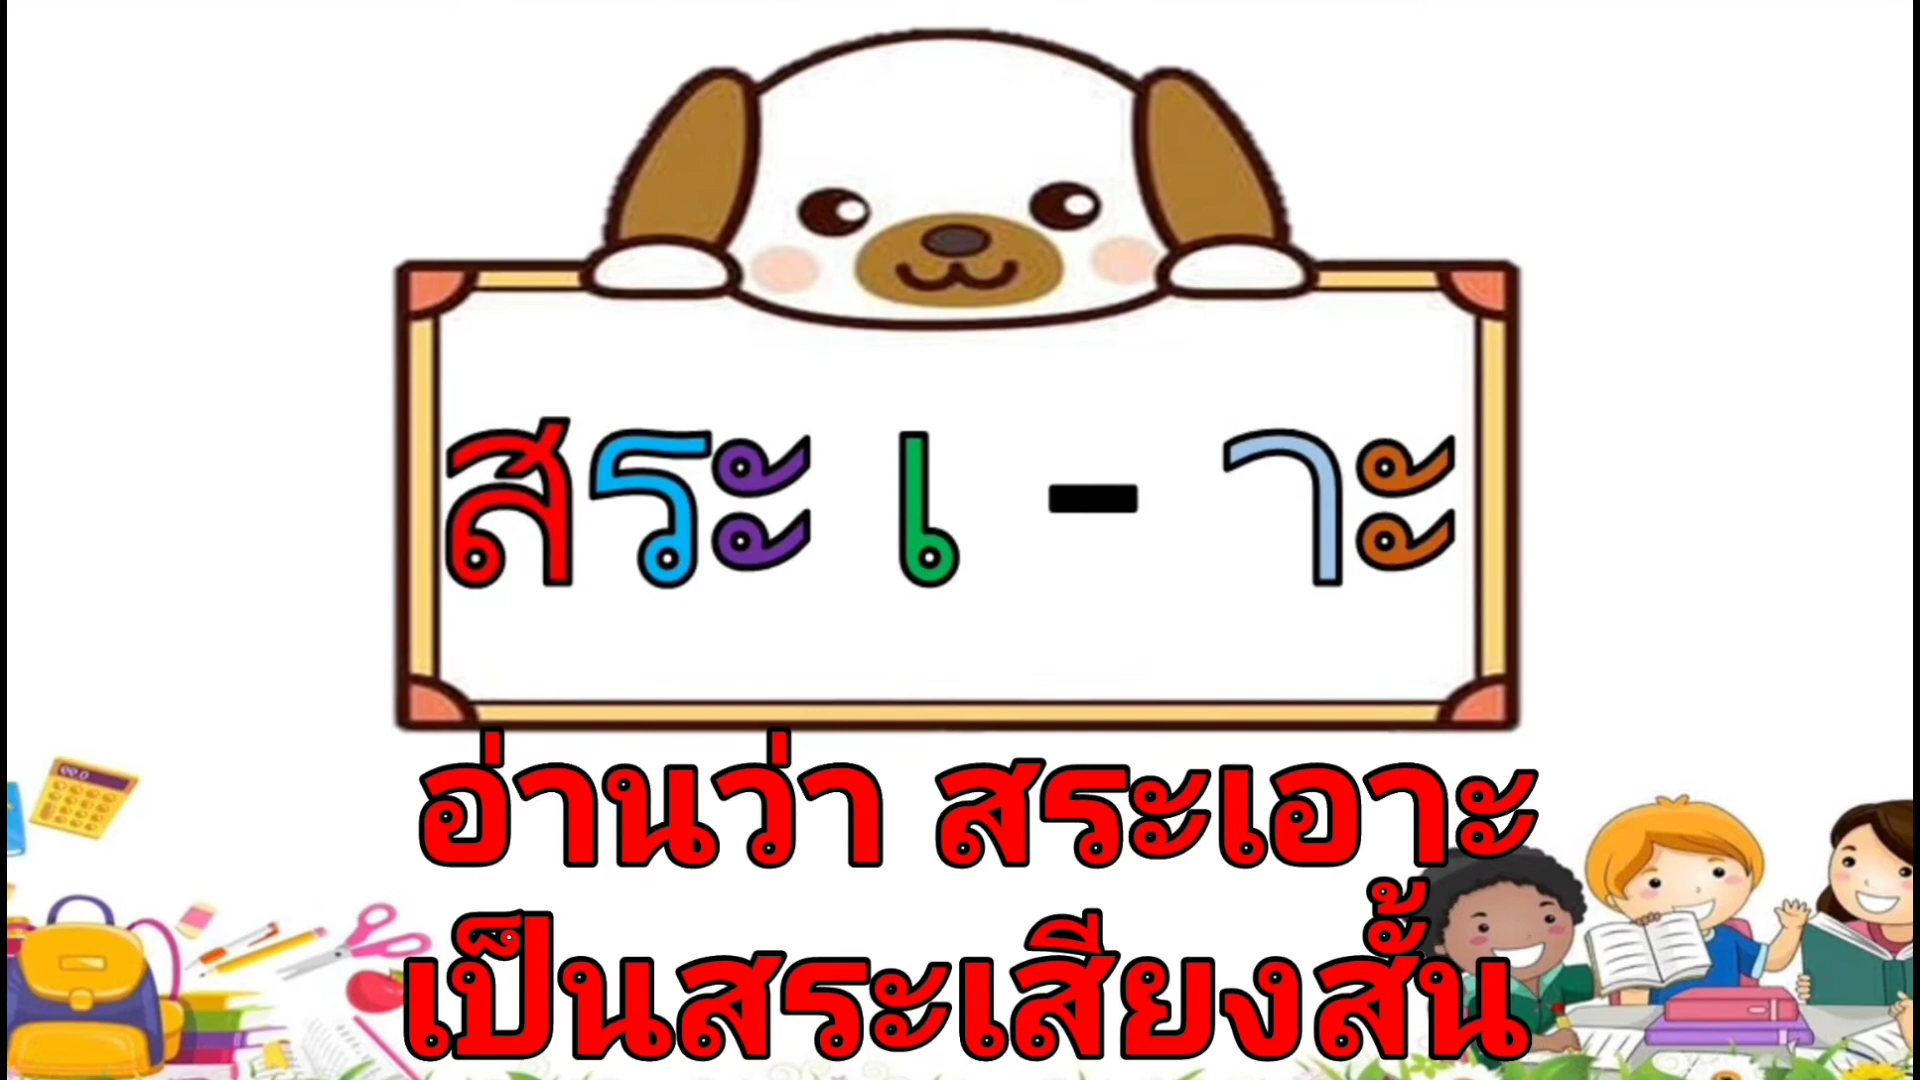 สระ เ - าะ
อ่านว่า สระเอาะ
เป็นสระเสียงสั้น